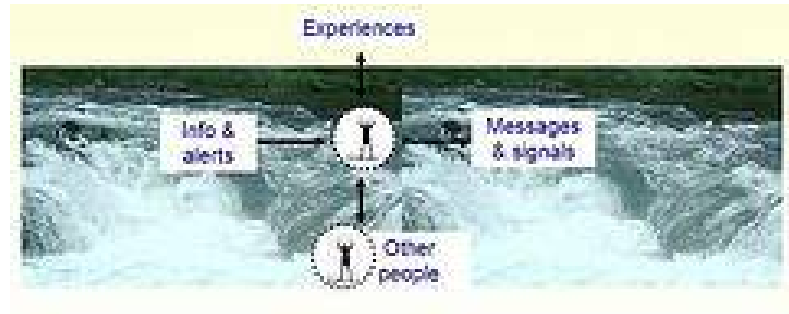 Experiences
Info &
alerts
Messages
& signals
Other
people